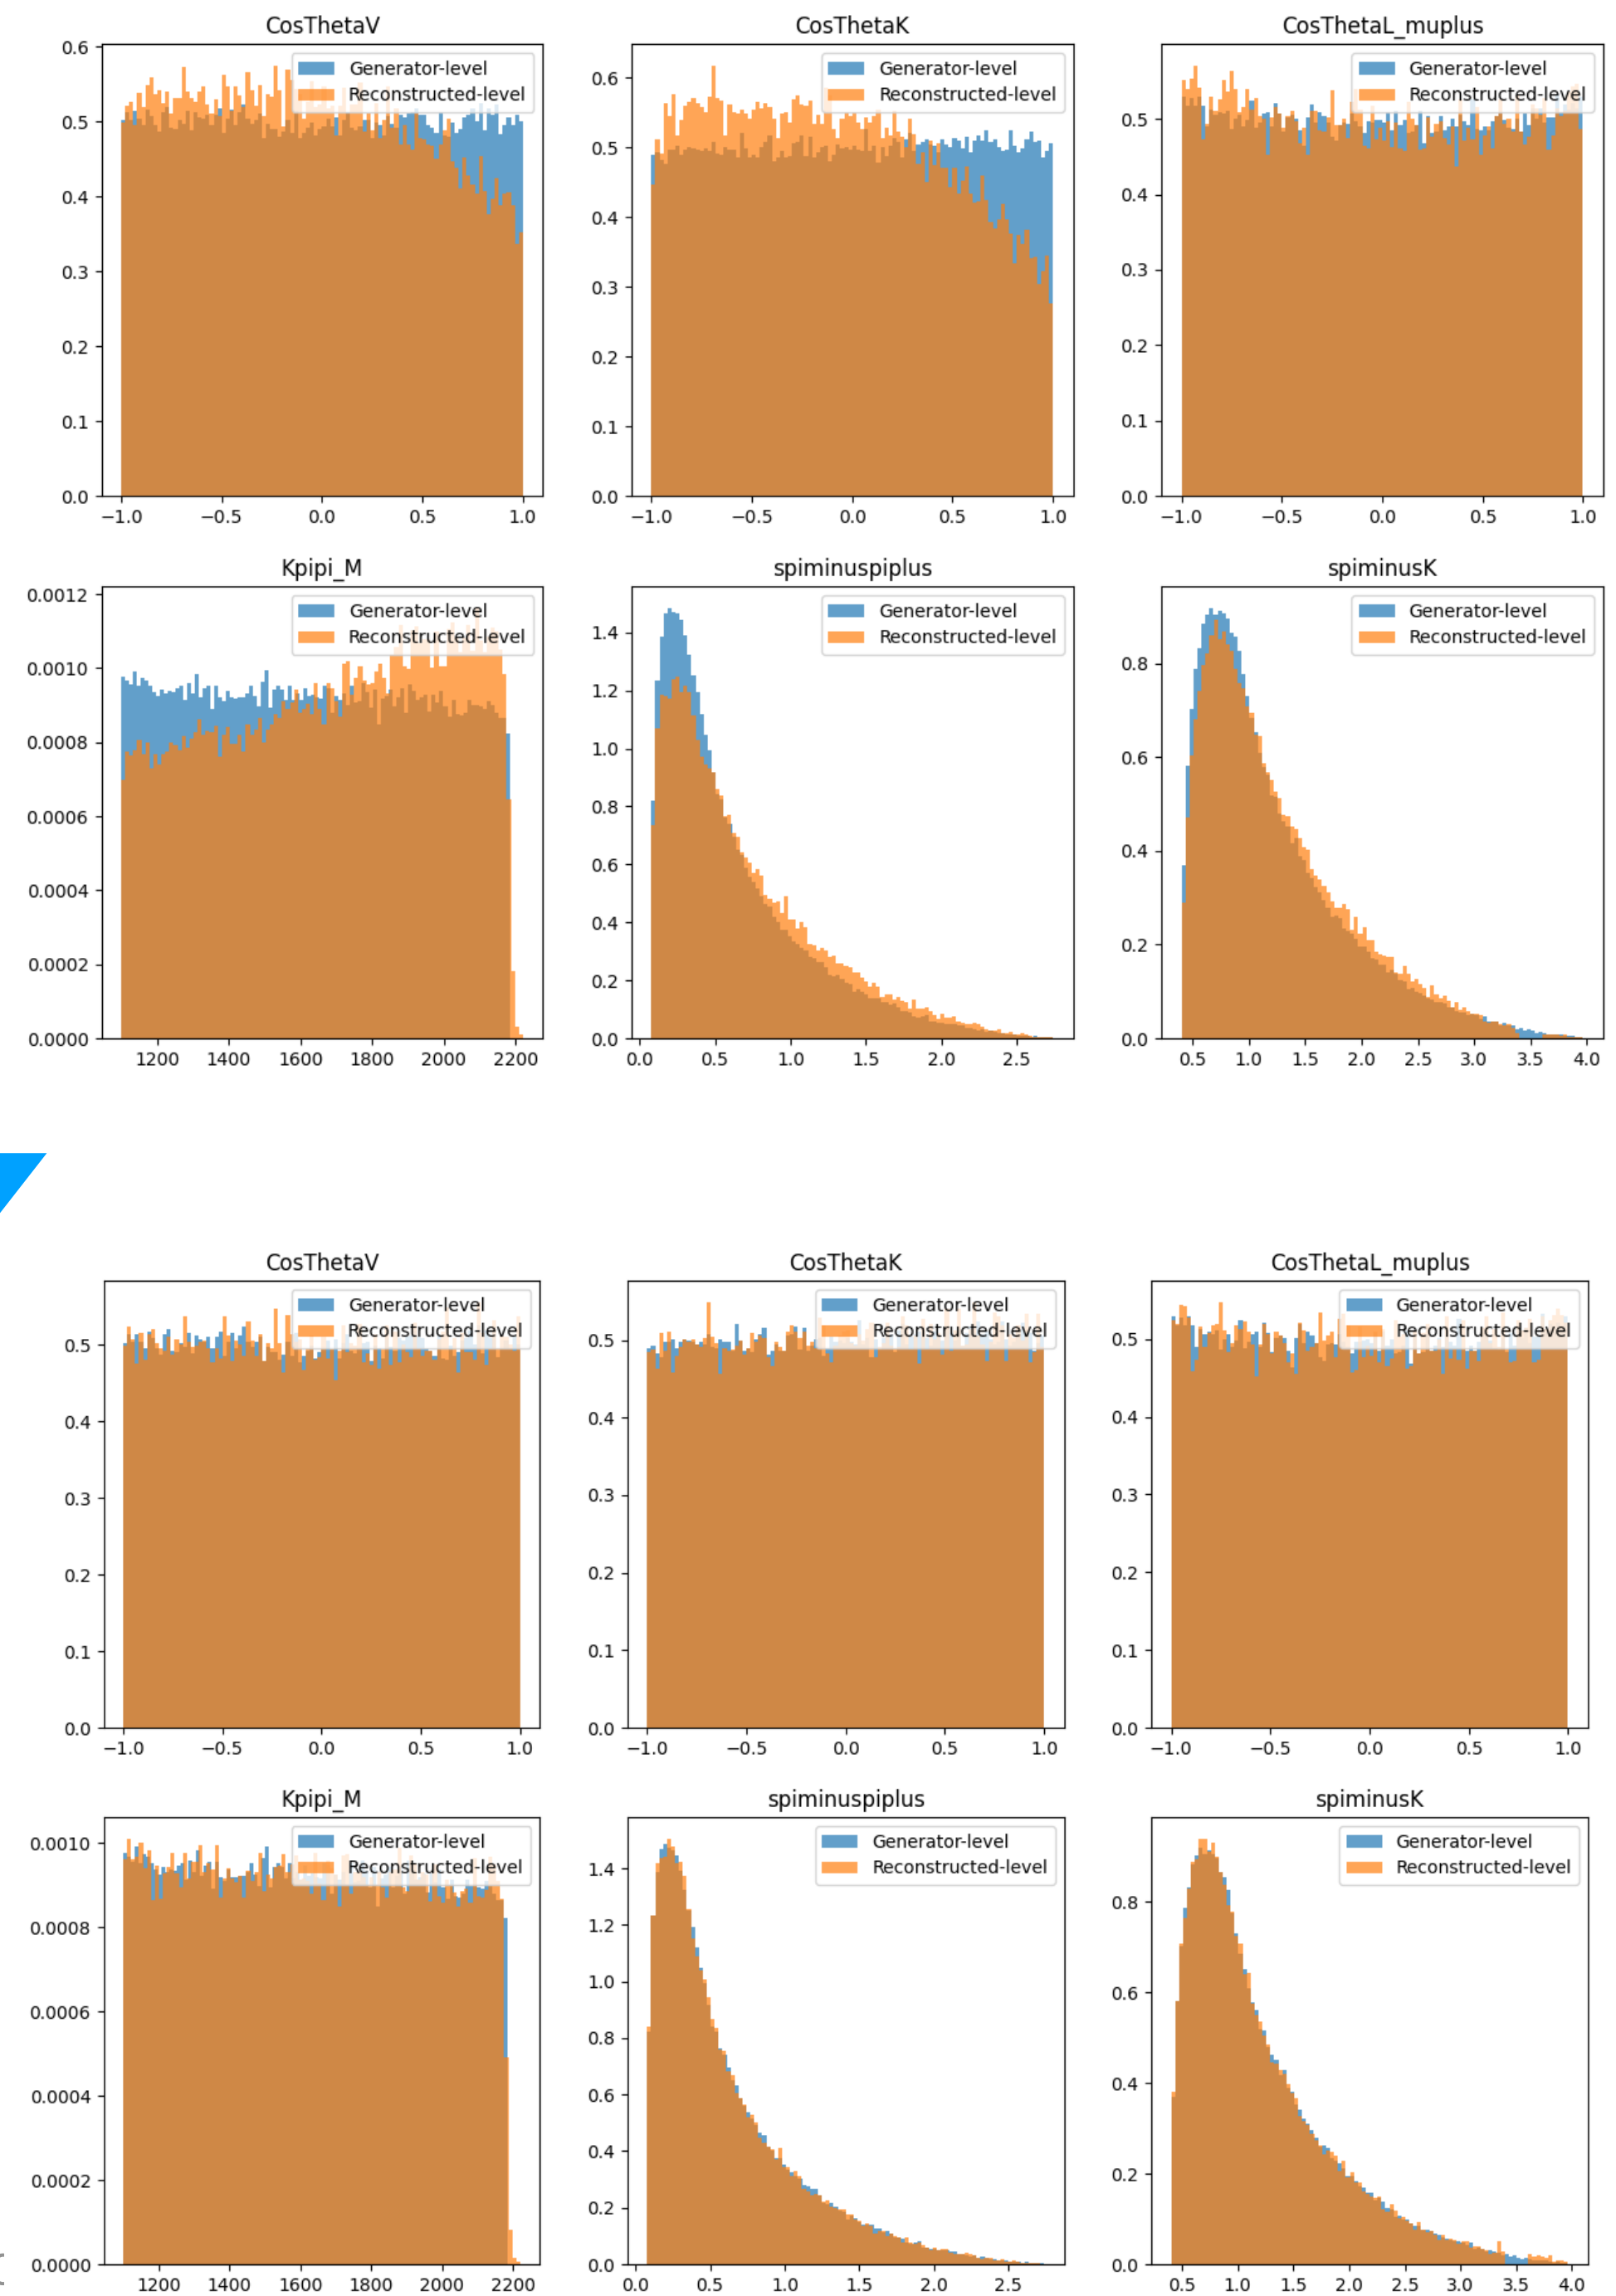 CosThetaV
CosThetaK
CosThetaL_muplus
0.6
Generator-level
Reconstructed-level
0.5
0.4
0.3
0.2
0.1
0.0
−1.0 −0.5 0.0 0.5 1.0
0.6
Generator-level
Reconstructed-level
0.5
0.4
0.3
0.2
0.1
0.0
−1.0 −0.5 0.0 0.5 1.0
Generator-level
Reconstructed-level
0.5
0.4
0.3
0.2
0.1
0.0
−1.0 −0.5 0.0 0.5 1.0
Kpipi_M
spiminuspiplus
spiminusK
0.0012
Generator-level
Reconstructed-level
0.0010
0.0008
0.0006
0.0004
0.0002
0.0000
1200 1400 1600 1800 2000 2200
Generator-level
Reconstructed-level
1.4
1.2
1.0
0.8
0.6
0.4
0.2
0.0
0.0 0.5 1.0 1.5 2.0 2.5
Generator-level
Reconstructed-level
0.8
0.6
0.4
0.2
0.0
0.5 1.0 1.5 2.0 2.5 3.0 3.5 4.0
CosThetaV
CosThetaK
CosThetaL_muplus
Generator-level
Reconstructed-level
0.5
0.4
0.3
0.2
0.1
0.0
−1.0 −0.5 0.0 0.5 1.0
Generator-level
Reconstructed-level
0.5
0.4
0.3
0.2
0.1
0.0
−1.0 −0.5 0.0 0.5 1.0
Generator-level
Reconstructed-level
0.5
0.4
0.3
0.2
0.1
0.0
−1.0 −0.5 0.0 0.5 1.0
Kpipi_M
spiminuspiplus
spiminusK
Generator-level
Reconstructed-level
0.0010
0.0008
0.0006
0.0004
0.0002
0.0000
1200 1400 1600 1800 2000 2200
Generator-level
Reconstructed-level
1.4
1.2
1.0
0.8
0.6
0.4
0.2
0.0
0.0 0.5 1.0 1.5 2.0 2.5
Generator-level
Reconstructed-level
0.8
0.6
0.4
0.2
0.0
0.5 1.0 1.5 2.0 2.5 3.0 3.5 4.0